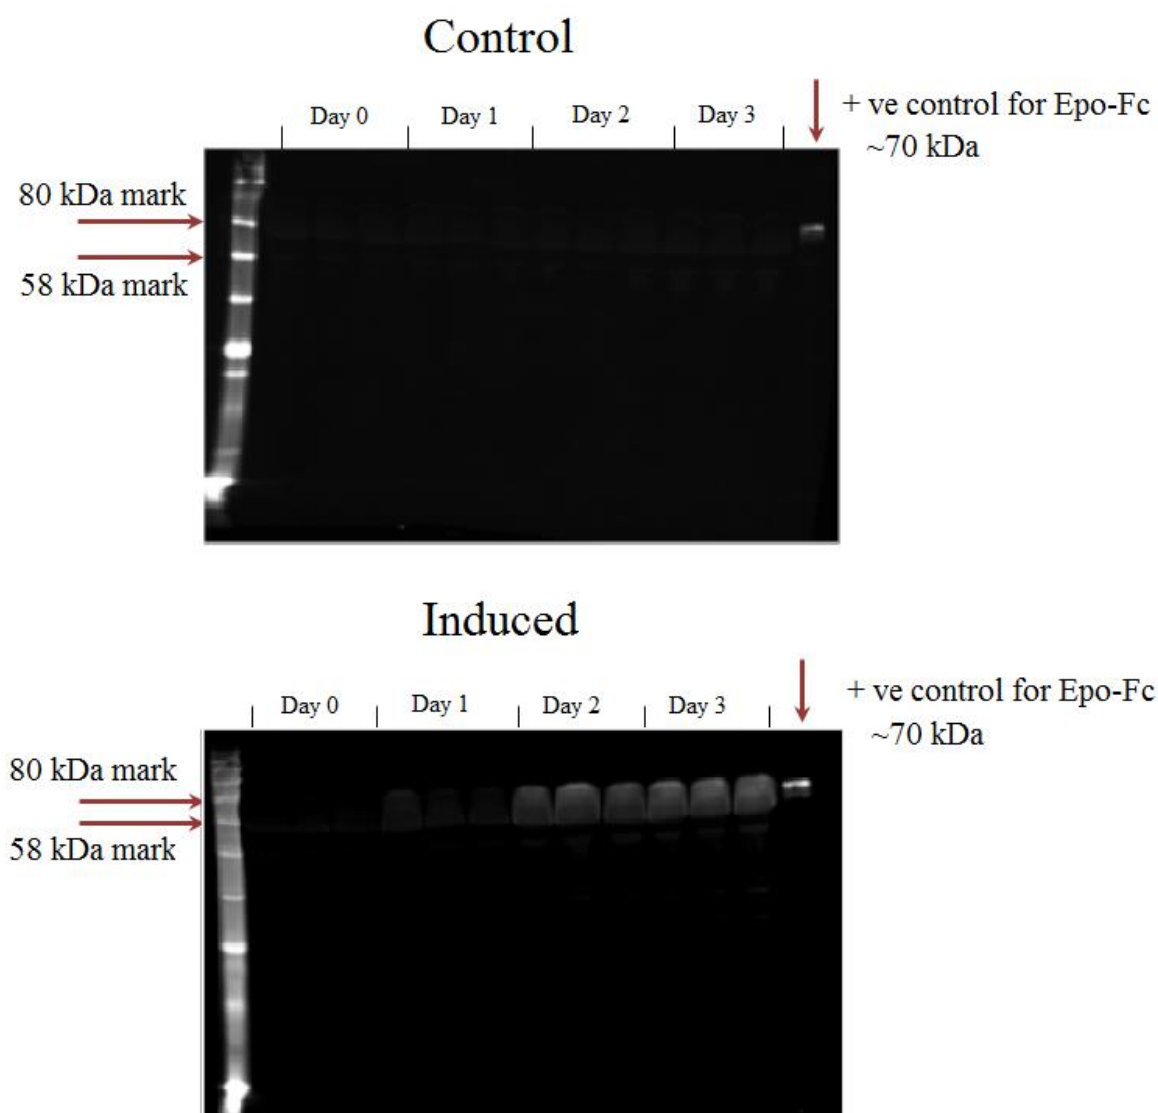 Control
Day 0 Day 1 Day 2 Day 3
+ ve control for Epo-Fc
~70 kDa
80 kDa mark
58 kDa mark
Induced
Day 0 Day 1 Day 2 Day 3
+ ve control for Epo-Fc
~70 kDa
80 kDa mark
58 kDa mark